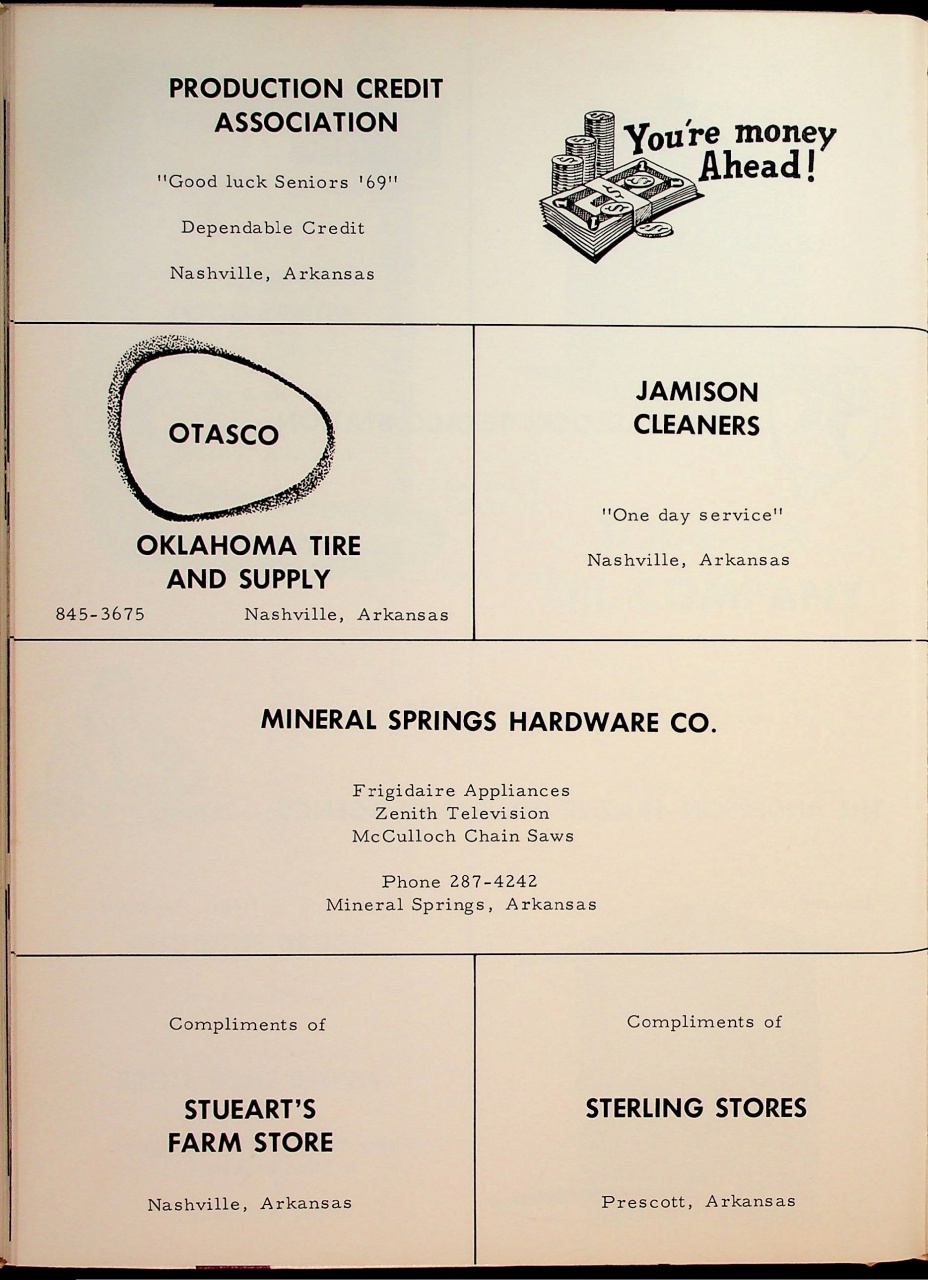 PRODUCTION CREDIT
ASSOCIATION
"Good luck Seniors '69"
Dependable Credit
Nashville, Arkansas
You're money
Ahead!
OTASCO
OKLAHOMA TIRE
AND SUPPLY
845-3675 Nashville, Arkansas
JAMISON
CLEANERS
"One day service"
Nashville, Arkansas
MINERAL SPRINGS HARDWARE CO.
Frigidaire Appliances
Zenith Television
McCulloch Chain Saws
Phone 287-4242
Mineral Springs, Arkansas
Compliments of
STUEART'S
FARM STORE
Nashville, Arkansas
Compliments of
STERLING STORES
Prescott, Arkansas